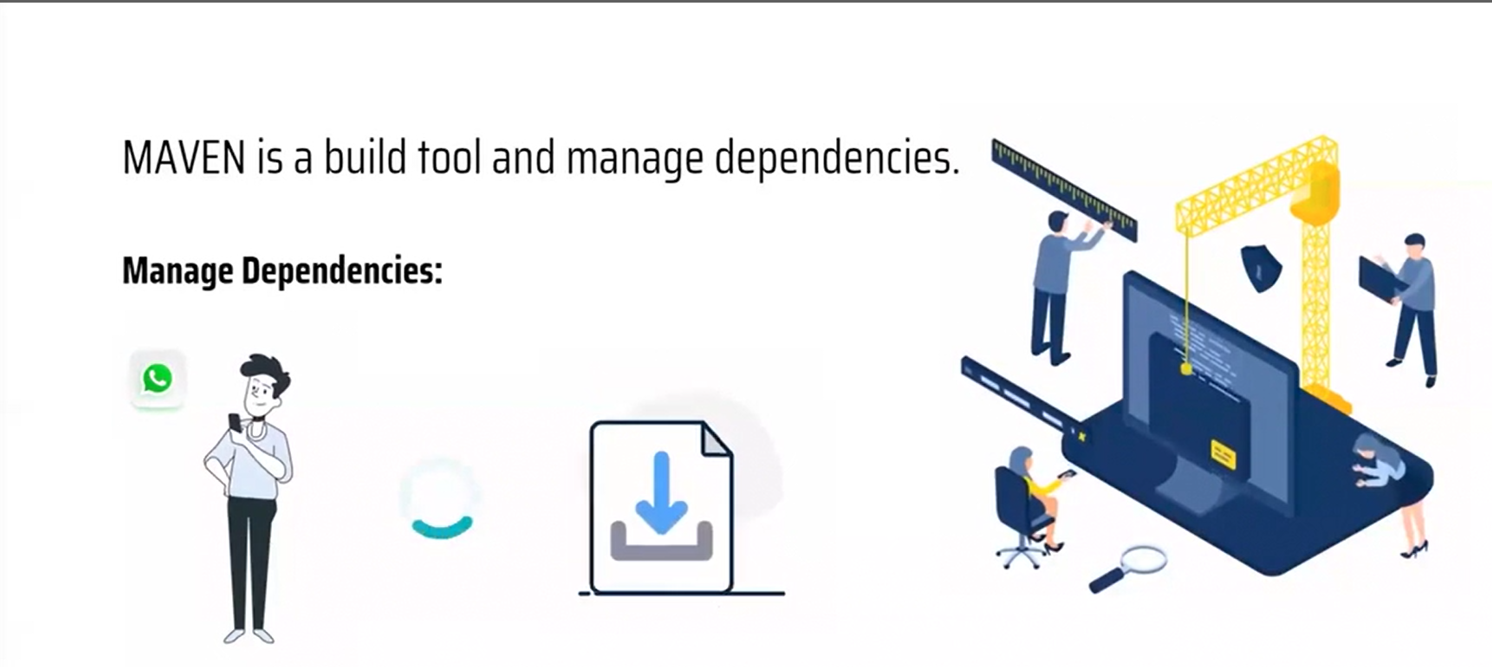 MAVEN is a build tool and manage dependencies.
Manage Dependencies: